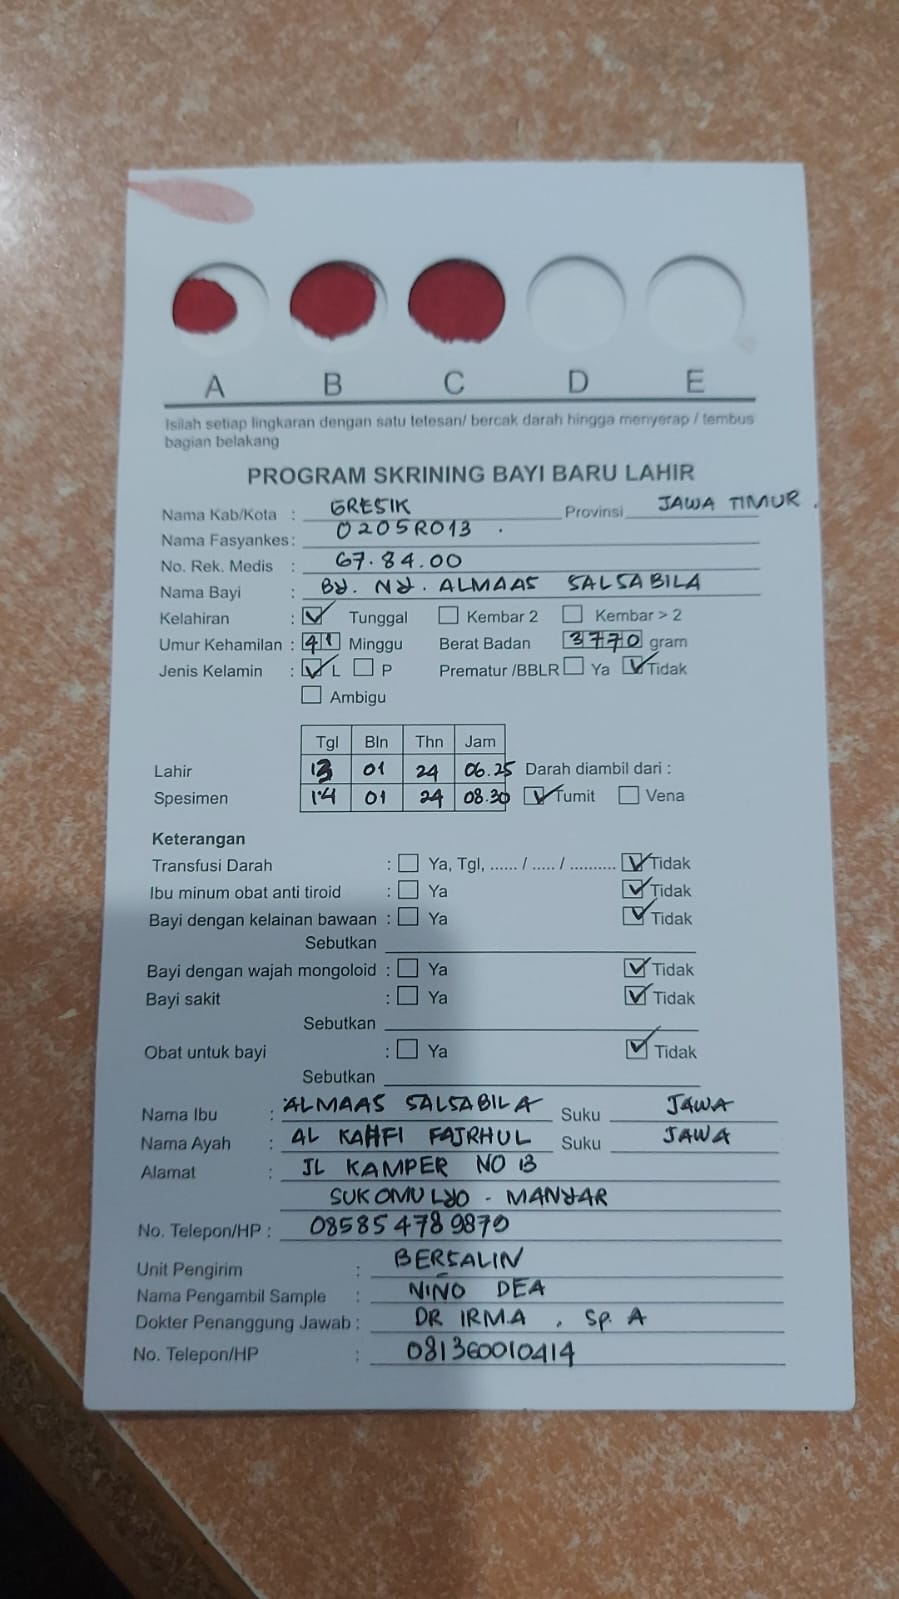 A B C D E
Isilah setiap lingkaran dengan satu tetesan/ bercak darah hingga menyerap / tembus
bagian belakang
PROGRAM SKRINING BAYI BARU LAHIR
Nama Kab/Kota : GRESIK Provinsi JAWA TIMUR .
Nama Fasyankes : 0205R013 .
No. Rek. Medis : 67.84.00
Nama Bayi : BY. NY. ALMAAS SALSABILA
Kelahiran : Tunggal Kembar 2 Kembar > 2
Umur Kehamilan : 41 Minggu Berat Badan 3770 gram
Jenis Kelamin : L P Prematur /BBLR Ya Tidak
Ambigu
Tgl Bln Thn Jam
Lahir 13 01 24 06.25 Darah diambil dari :
Spesimen 14 01 24 08.30 Tumit Vena
Keterangan
Transfusi Darah : Ya, Tgl, ...... / ..... / .......... Tidak
Ibu minum obat anti tiroid : Ya Tidak
Bayi dengan kelainan bawaan : Ya Tidak
Sebutkan
Bayi dengan wajah mongoloid : Ya Tidak
Bayi sakit : Ya Tidak
Sebutkan
Obat untuk bayi : Ya Tidak
Sebutkan
Nama Ibu : ALMAAS SALSABILA Suku JAWA
Nama Ayah : AL KAHFI FAJRHUL Suku JAWA
Alamat : JL KAMPER NO 13
SUKOMULYO - MANYAR
No. Telepon/HP : 085854789870
Unit Pengirim : BERSALIN
Nama Pengambil Sample : NINO DEA
Dokter Penanggung Jawab : DR IRMA , Sp. A
No. Telepon/HP : 081360010414